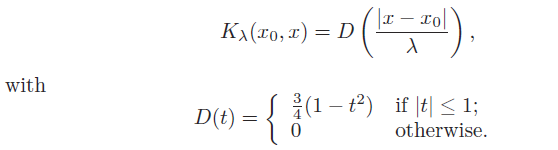 K_λ(x_0, x) = D ( |x − x_0| / λ ),
with
D(t) = { 3/4 (1 − t^2) if |t| ≤ 1;
0 otherwise.